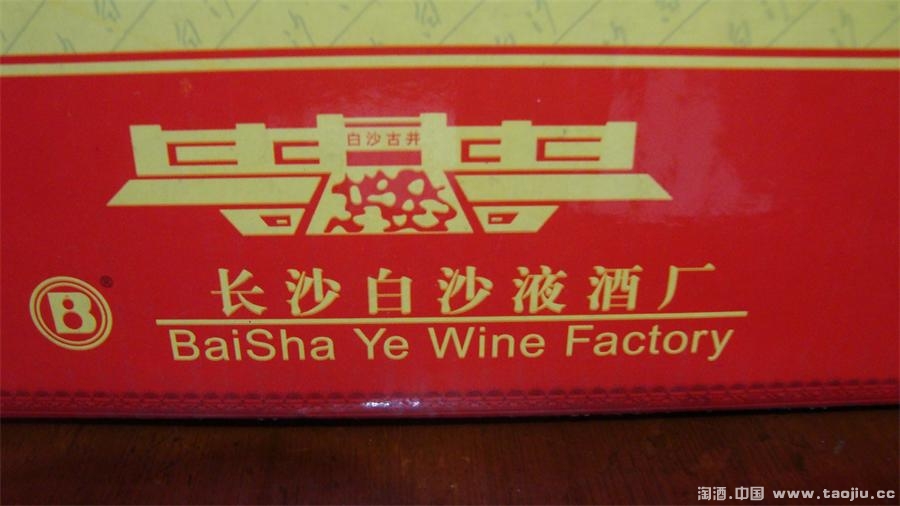 白沙古井
长沙白沙液酒厂
B ®
BaiSha Ye Wine Factory
淘酒.中国 www.taojiu.cc